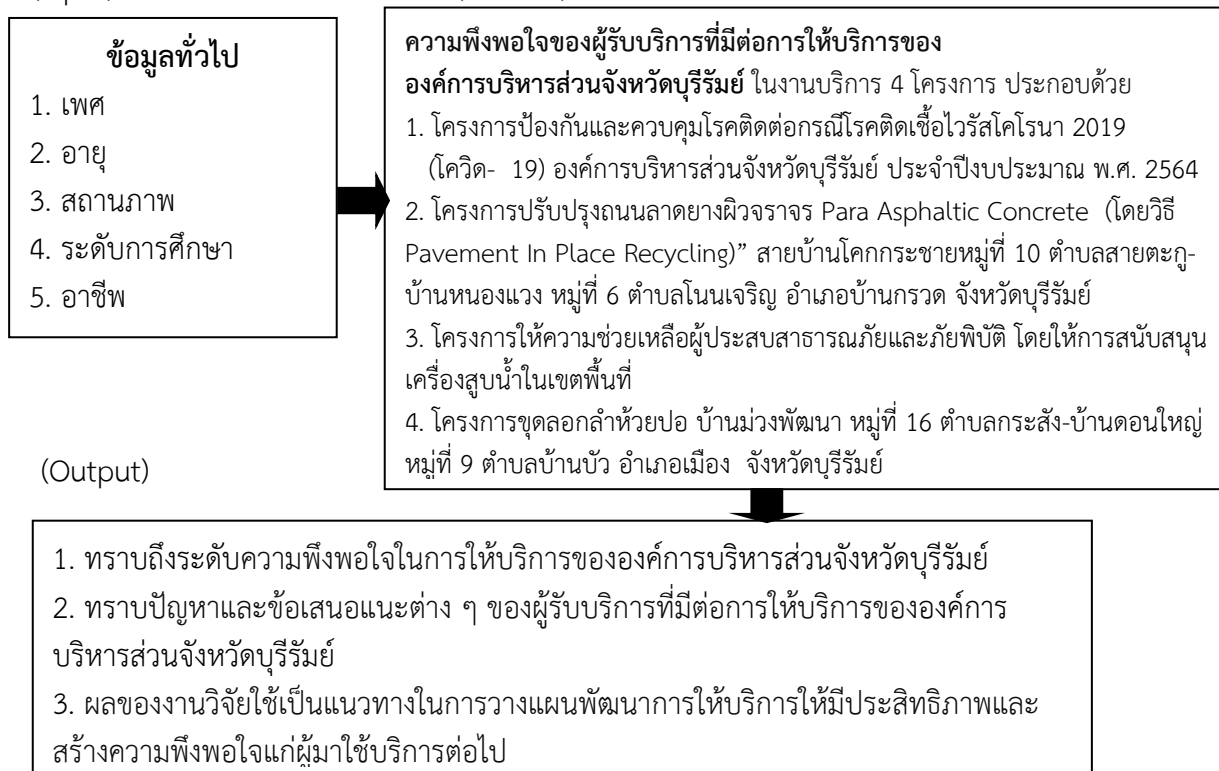 ข้อมูลทั่วไป
1. เพศ
2. อายุ
3. สถานภาพ
4. ระดับการศึกษา
5. อาชีพ
ความพึงพอใจของผู้รับบริการที่มีต่อการให้บริการของ
องค์การบริหารส่วนจังหวัดบุรีรัมย์ ในงานบริการ 4 โครงการ ประกอบด้วย
1. โครงการป้องกันและควบคุมโรคติดต่อกรณีโรคติดเชื้อไวรัสโคโรนา 2019
(โควิด- 19) องค์การบริหารส่วนจังหวัดบุรีรัมย์ ประจำปีงบประมาณ พ.ศ. 2564
2. โครงการปรับปรุงถนนลาดยางผิวจราจร Para Asphaltic Concrete (โดยวิธี
Pavement In Place Recycling)” สายบ้านโคกกระชายหมู่ที่ 10 ตำบลสายตะกู-
บ้านหนองแวง หมู่ที่ 6 ตำบลโนนเจริญ อำเภอบ้านกรวด จังหวัดบุรีรัมย์
3. โครงการให้ความช่วยเหลือผู้ประสบสาธารณภัยและภัยพิบัติ โดยให้การสนับสนุน
เครื่องสูบน้ำในเขตพื้นที่
4. โครงการขุดลอกลำห้วยปอ บ้านม่วงพัฒนา หมู่ที่ 16 ตำบลกระสัง-บ้านดอนใหญ่
หมู่ที่ 9 ตำบลบ้านบัว อำเภอเมือง จังหวัดบุรีรัมย์
(Output)
1. ทราบถึงระดับความพึงพอใจในการให้บริการขององค์การบริหารส่วนจังหวัดบุรีรัมย์
2. ทราบปัญหาและข้อเสนอแนะต่าง ๆ ของผู้รับบริการที่มีต่อการให้บริการขององค์การ
บริหารส่วนจังหวัดบุรีรัมย์
3. ผลของงานวิจัยใช้เป็นแนวทางในการวางแผนพัฒนาการให้บริการให้มีประสิทธิภาพและ
สร้างความพึงพอใจแก่ผู้มาใช้บริการต่อไป